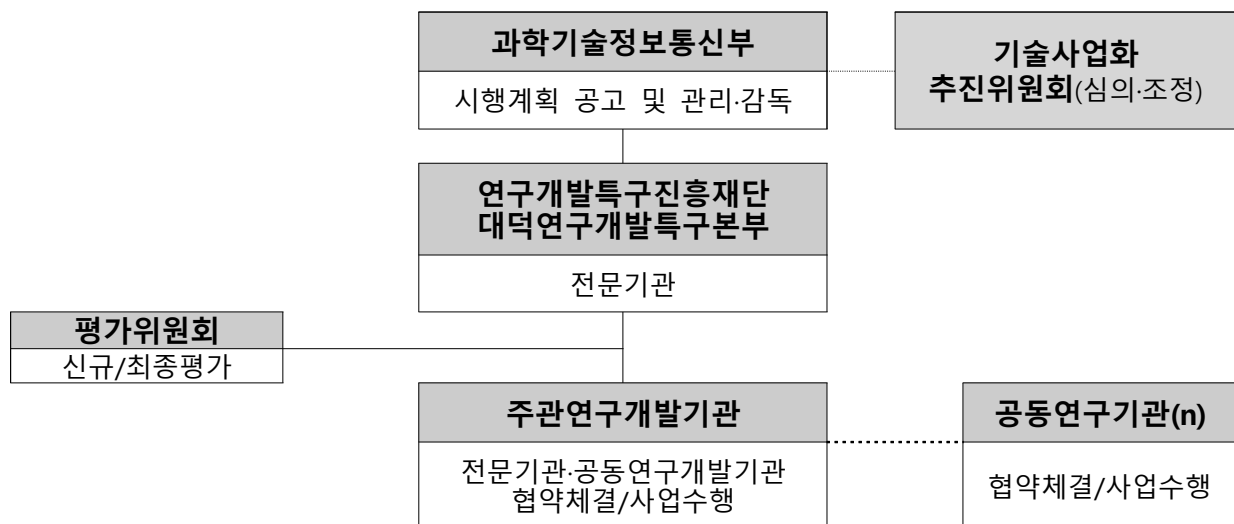 과학기술정보통신부
시행계획 공고 및 관리·감독
기술사업화
추진위원회(심의·조정)
연구개발특구진흥재단
대덕연구개발특구본부
전문기관
평가위원회
신규/최종평가
주관연구개발기관
전문기관·공동연구개발기관
협약체결/사업수행
공동연구기관(n)
협약체결/사업수행